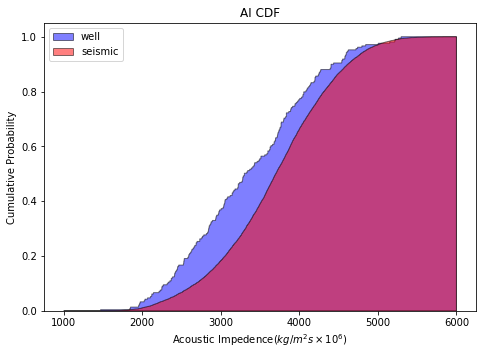 AI CDF
well
seismic
Cumulative Probability
1.0
0.8
0.6
0.4
0.2
0.0
1000 2000 3000 4000 5000 6000
Acoustic Impedence(kg/m²s × 10⁶)